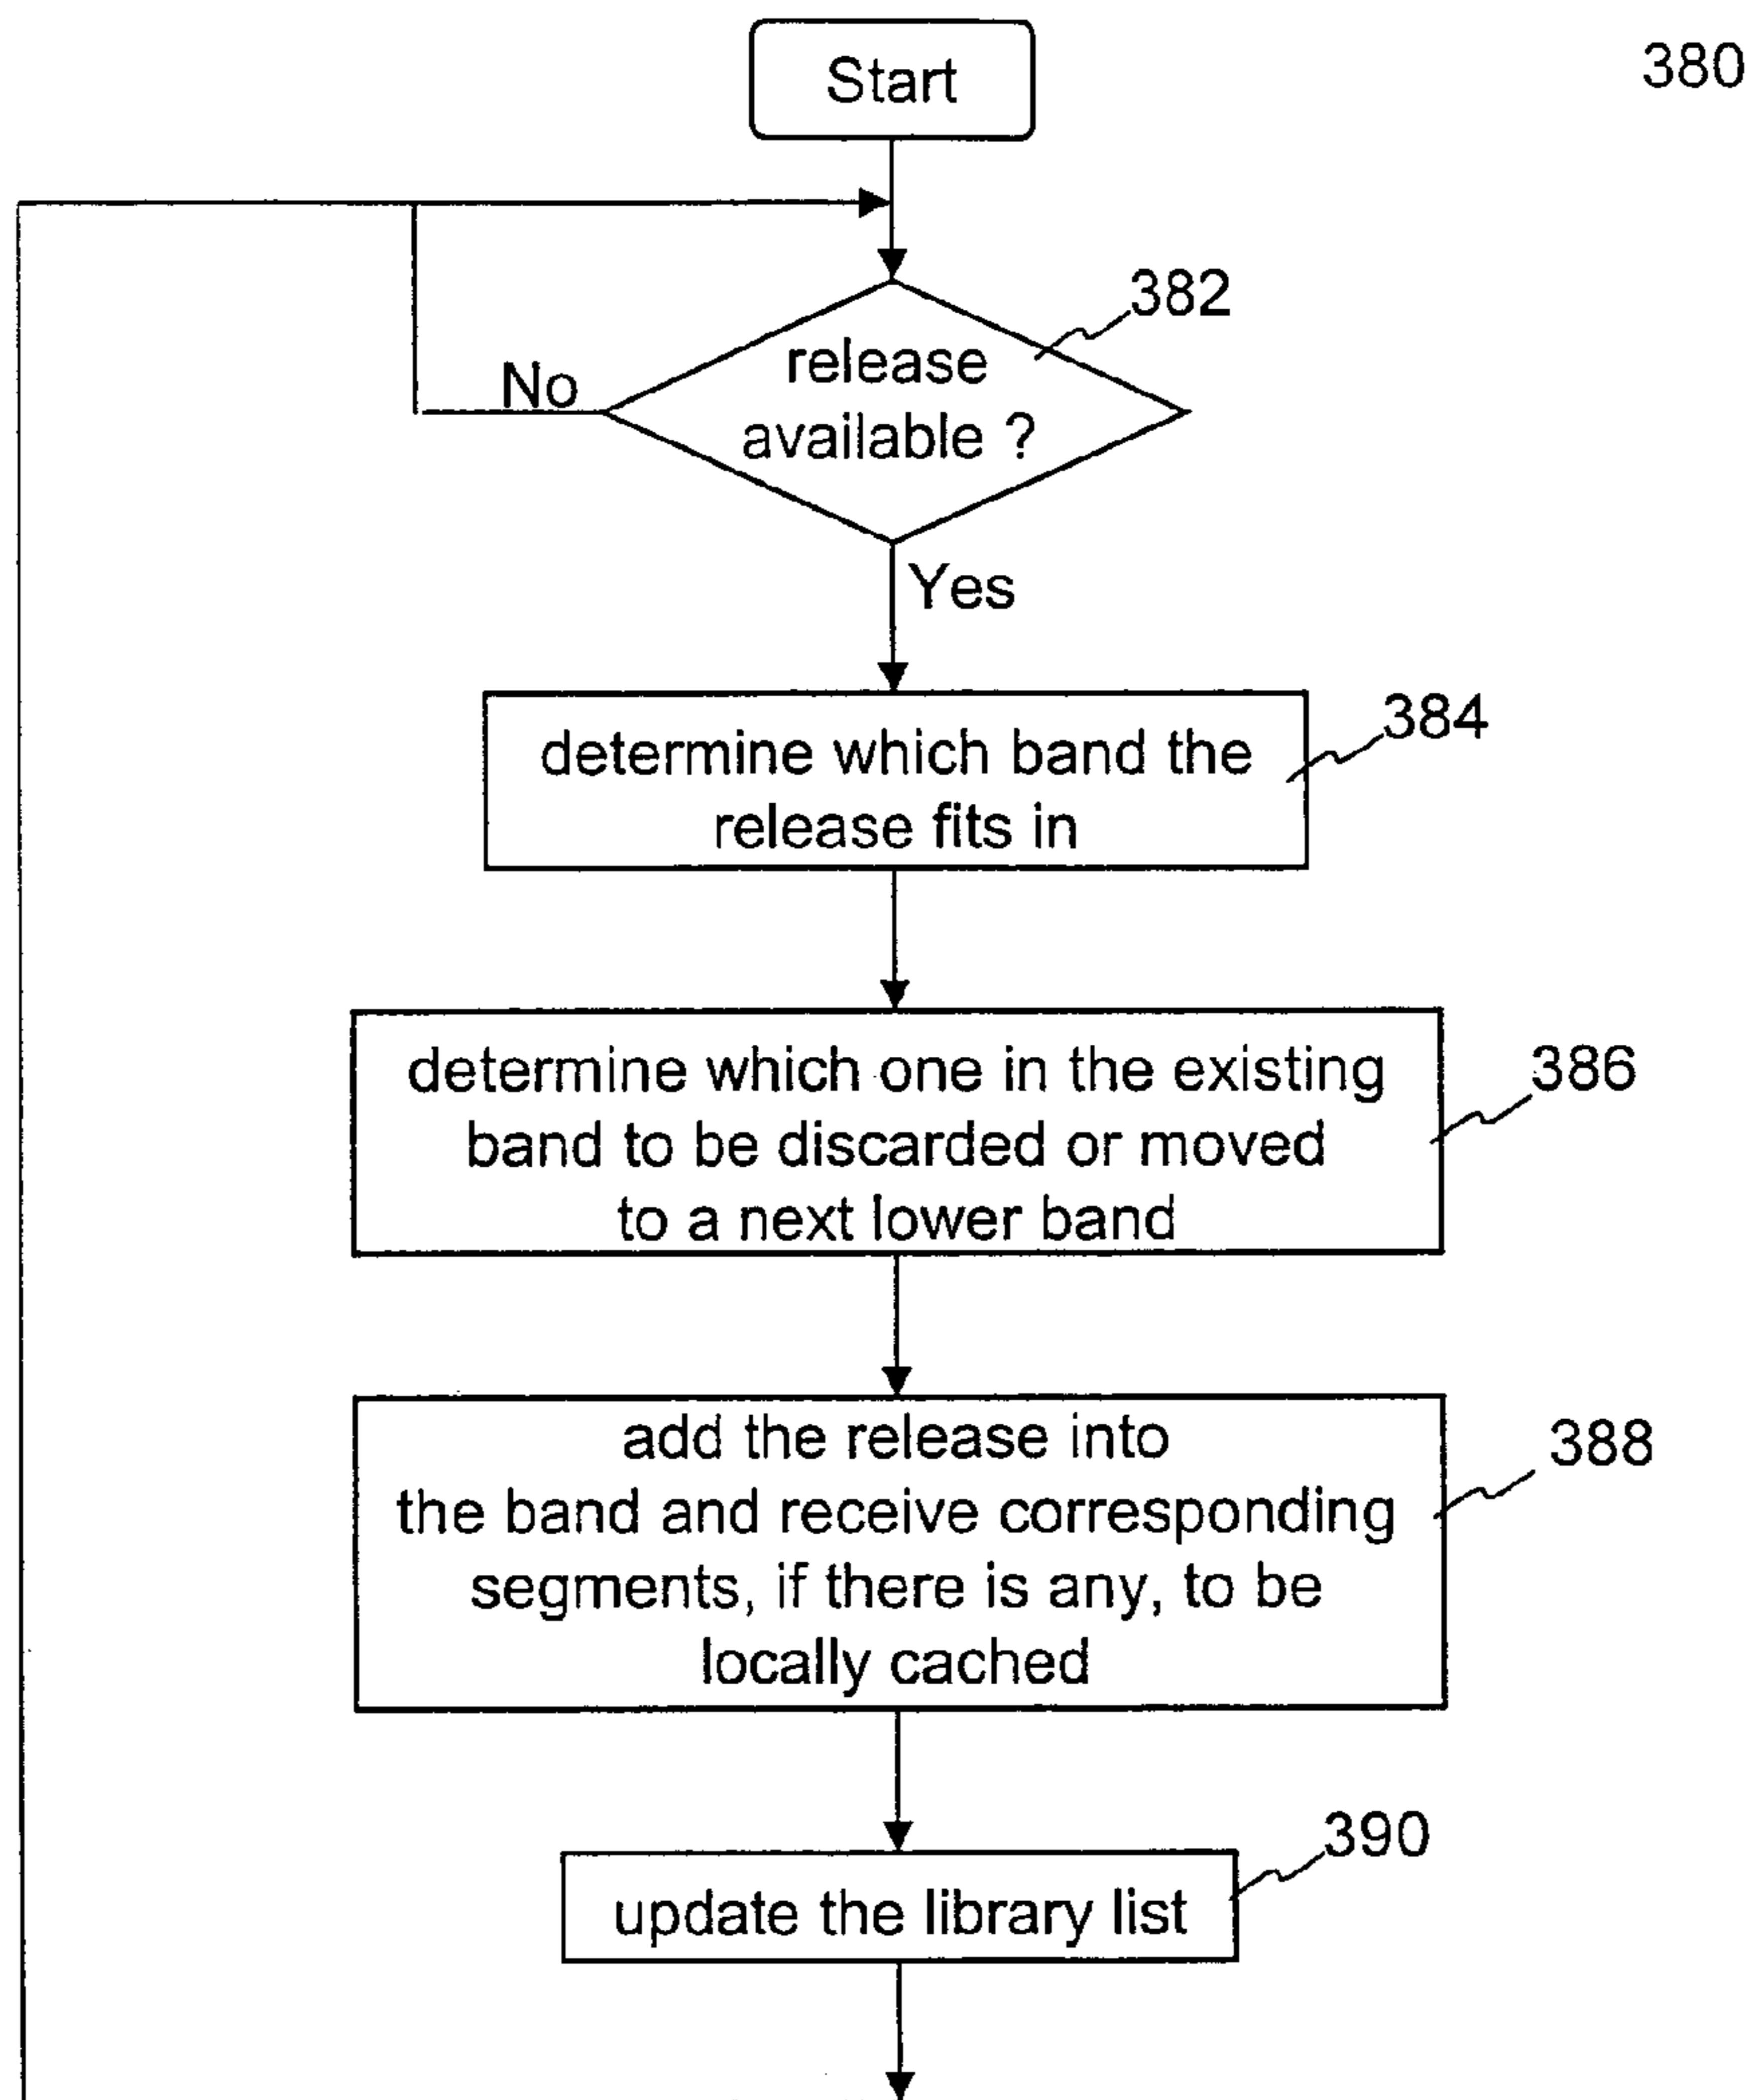 Start
380
382
release
available ?
No
Yes
384
determine which band the
release fits in
386
determine which one in the existing
band to be discarded or moved
to a next lower band
388
add the release into
the band and receive corresponding
segments, if there is any, to be
locally cached
390
update the library list